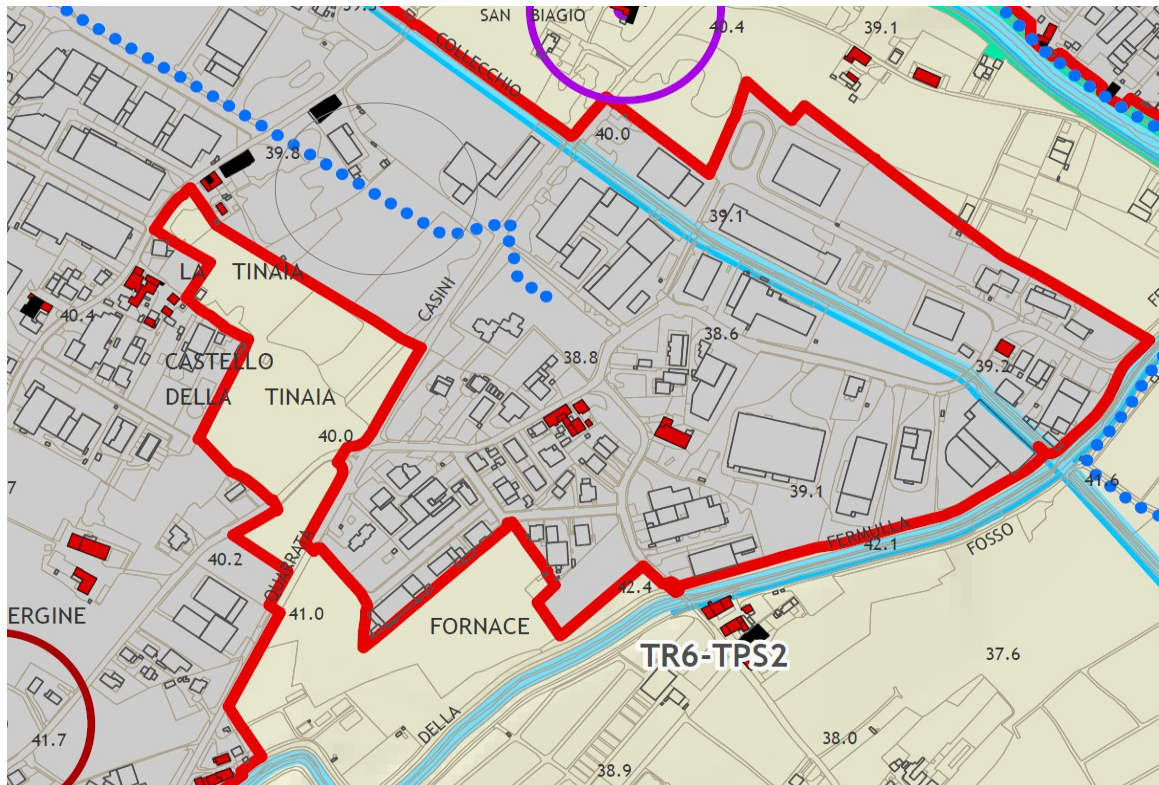 39.3
SAN BIAGIO
40.4
39.1
COLLECCHIO
40.0
39.8
39.1
LA TINAIA
CASINI
40.4
38.6
38.8
CASTELLO
39.2
DELLA TINAIA
40.0
41.6
7
39.1
FERMULLA
42.1
FOSSO
QUARRATA
40.2
42.4
41.0
ERGINE
FORNACE
TR6-TPS2
37.6
DELLA
41.7
38.0
38.9